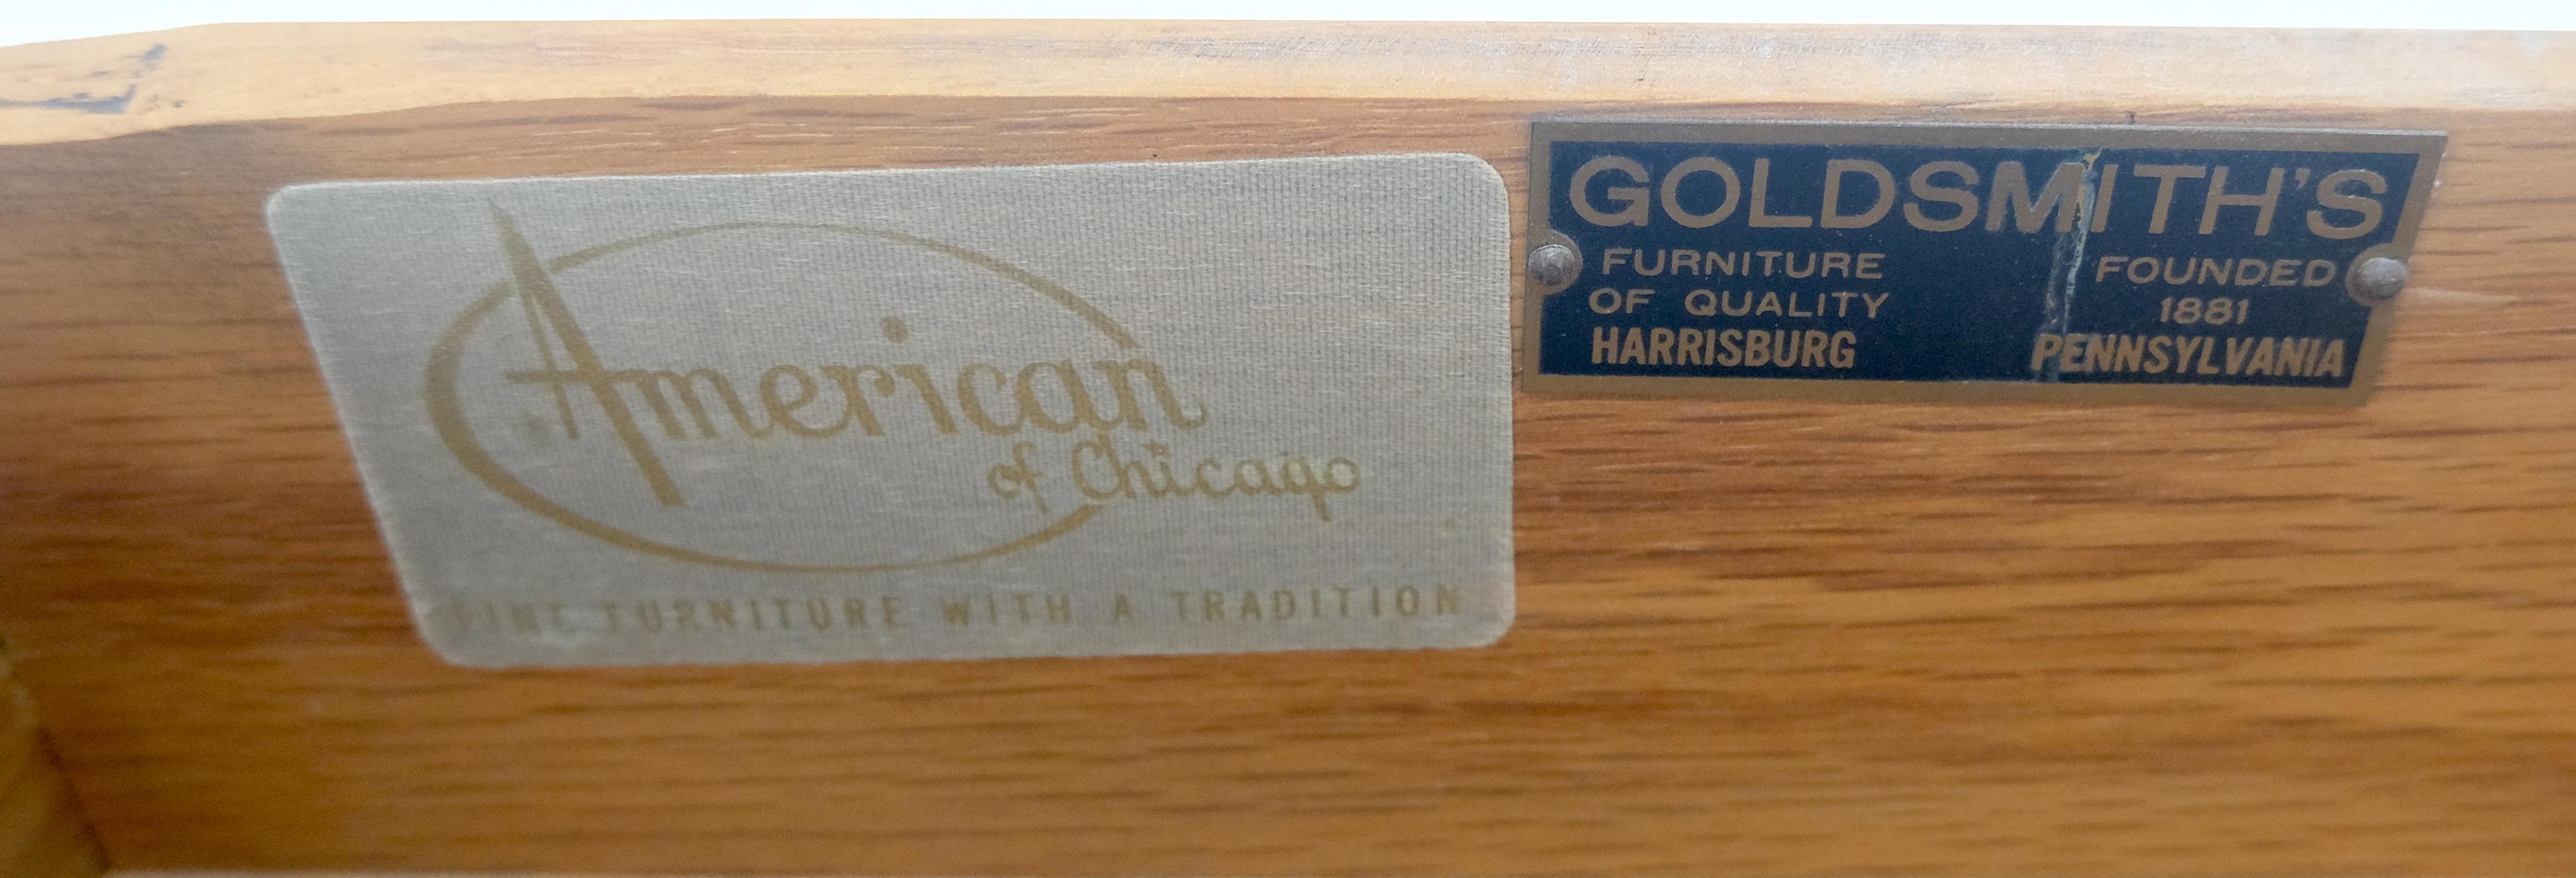 American
of Chicago
FINE FURNITURE WITH A TRADITION
GOLDSMITH'S
FURNITURE
OF QUALITY
HARRISBURG
FOUNDED
1881
PENNSYLVANIA